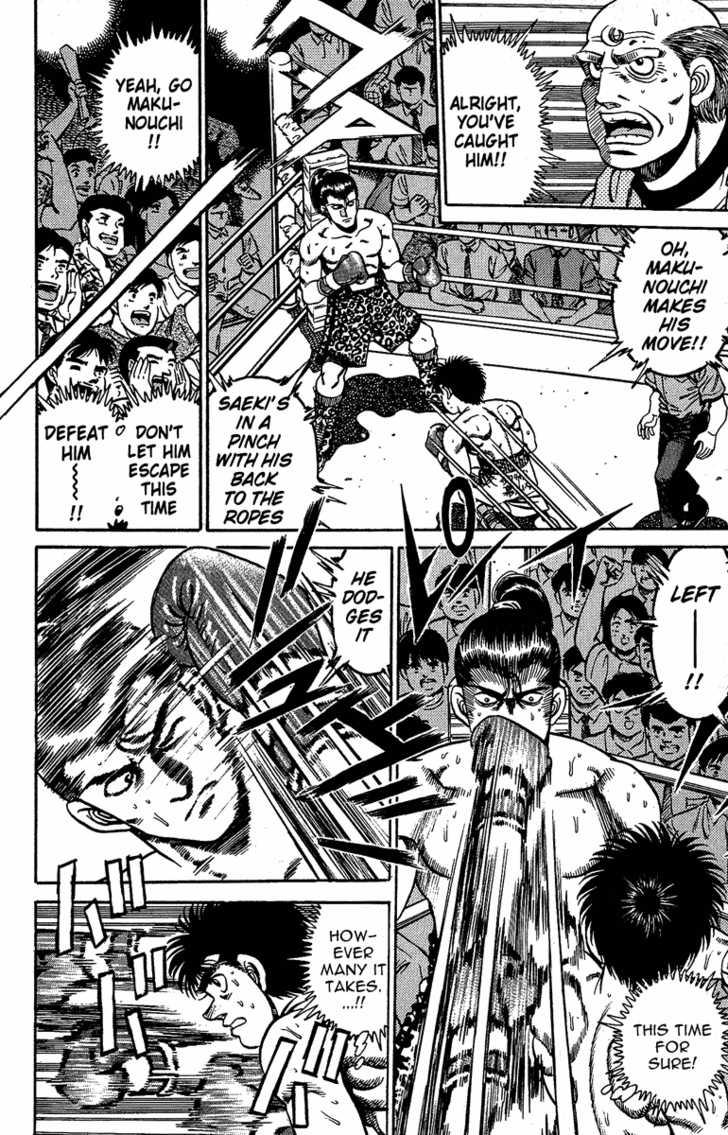 ALRIGHT,
YOU'VE
CAUGHT
HIM!!
OH,
MAKU-
NOUCHI
MAKES
HIS
MOVE!!
SAEKI'S
IN A
PINCH
WITH HIS
BACK
TO THE
ROPES
YEAH, GO
MAKU-
NOUCHI
!!
DON'T
LET HIM
ESCAPE
THIS
TIME
DEFEAT
HIM
!!
LEFT
!!
THIS TIME
FOR
SURE!
HE
DOD-
GES
IT
HOW-
EVER
MANY IT
TAKES.
...!!